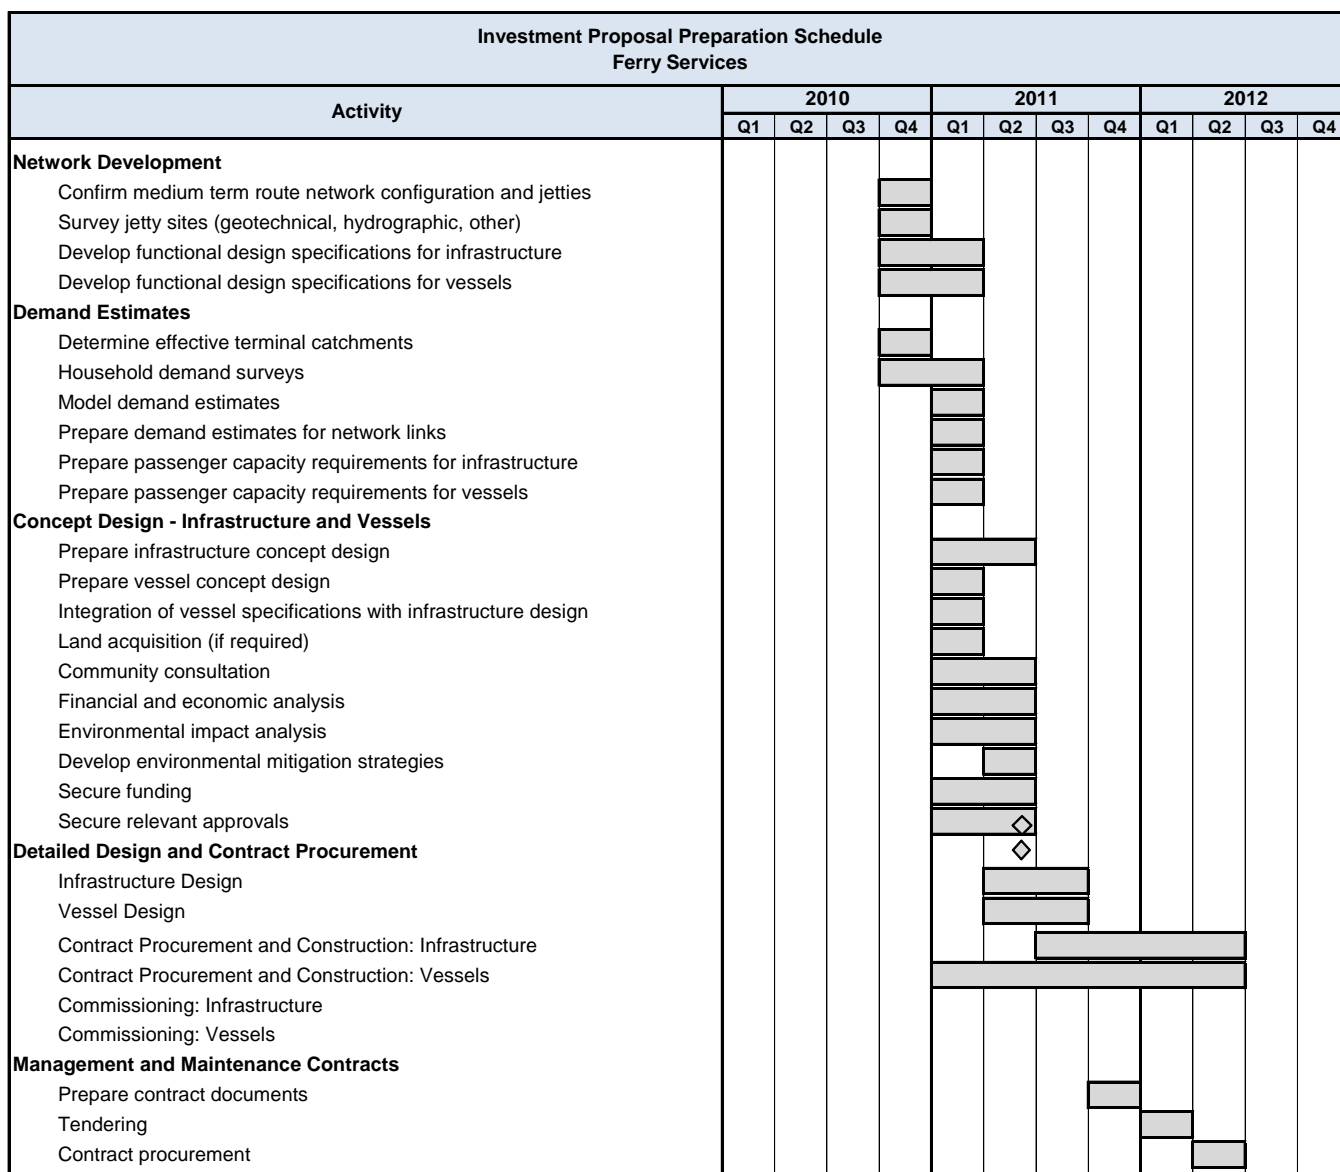 Investment Proposal Preparation Schedule
Ferry Services
Activity
2010 2011 2012
Q1 Q2 Q3 Q4 Q1 Q2 Q3 Q4 Q1 Q2 Q3 Q4
Network Development
Confirm medium term route network configuration and jetties
Survey jetty sites (geotechnical, hydrographic, other)
Develop functional design specifications for infrastructure
Develop functional design specifications for vessels
Demand Estimates
Determine effective terminal catchments
Household demand surveys
Model demand estimates
Prepare demand estimates for network links
Prepare passenger capacity requirements for infrastructure
Prepare passenger capacity requirements for vessels
Concept Design - Infrastructure and Vessels
Prepare infrastructure concept design
Prepare vessel concept design
Integration of vessel specifications with infrastructure design
Land acquisition (if required)
Community consultation
Financial and economic analysis
Environmental impact analysis
Develop environmental mitigation strategies
Secure funding
Secure relevant approvals
Detailed Design and Contract Procurement
Infrastructure Design
Vessel Design
Contract Procurement and Construction: Infrastructure
Contract Procurement and Construction: Vessels
Commissioning: Infrastructure
Commissioning: Vessels
Management and Maintenance Contracts
Prepare contract documents
Tendering
Contract procurement